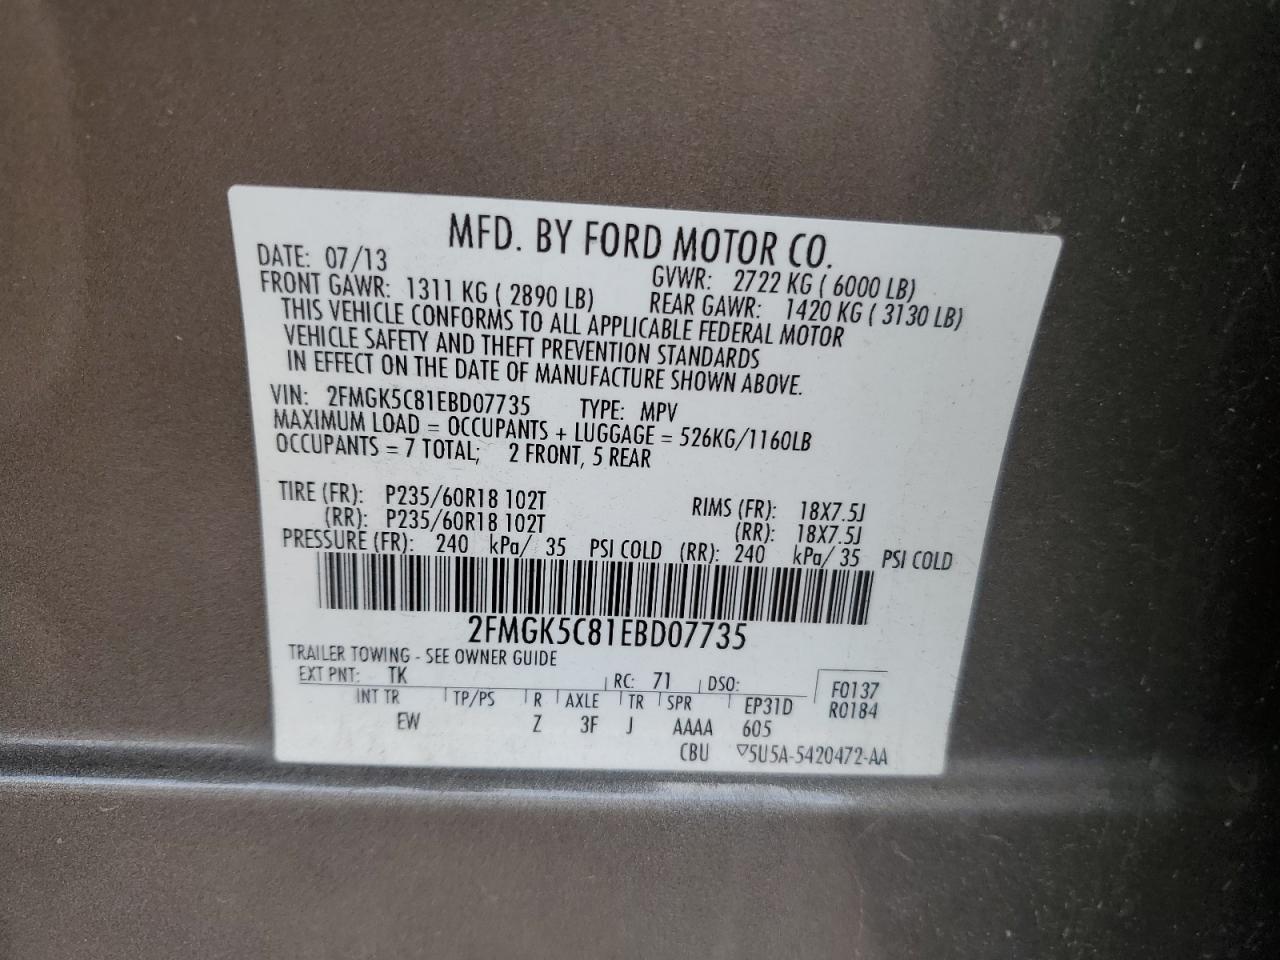 MFD. BY FORD MOTOR CO.
DATE: 07/13 GVWR: 2722 KG ( 6000 LB)
FRONT GAWR: 1311 KG ( 2890 LB) REAR GAWR: 1420 KG ( 3130 LB)
THIS VEHICLE CONFORMS TO ALL APPLICABLE FEDERAL MOTOR
VEHICLE SAFETY AND THEFT PREVENTION STANDARDS
IN EFFECT ON THE DATE OF MANUFACTURE SHOWN ABOVE.
VIN: 2FMGK5C81EBD07735 TYPE: MPV
MAXIMUM LOAD = OCCUPANTS + LUGGAGE = 526KG/1160LB
OCCUPANTS = 7 TOTAL; 2 FRONT, 5 REAR
TIRE (FR): P235/60R18 102T RIMS (FR): 18X7.5J
(RR): P235/60R18 102T (RR): 18X7.5J
PRESSURE (FR): 240 kPa/ 35 PSI COLD (RR): 240 kPa/ 35 PSI COLD
2FMGK5C81EBD07735
TRAILER TOWING - SEE OWNER GUIDE
EXT PNT: TK RC: 71 DSO: F0137
INT TR TP/PS R AXLE TR SPR EP31D R0184
EW Z 3F J AAAA 605
CBU ▽5U5A-5420472-AA